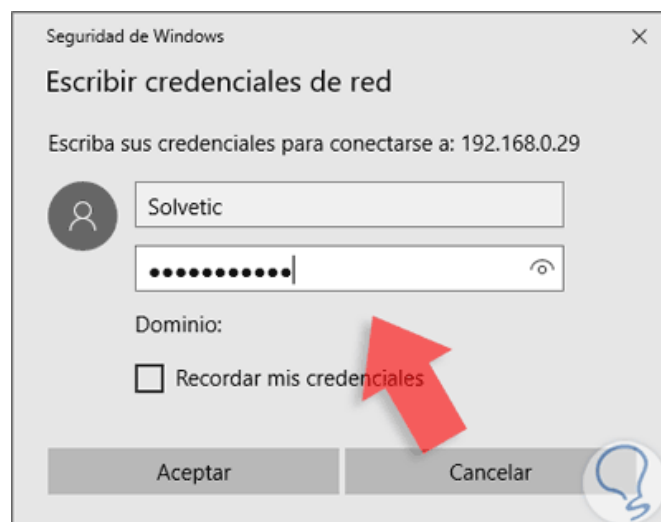 Seguridad de Windows
Escribir credenciales de red
Escriba sus credenciales para conectarse a: 192.168.0.29
Solvetic
●●●●●●●●●●●
Dominio:
Recordar mis credenciales
Aceptar
Cancelar